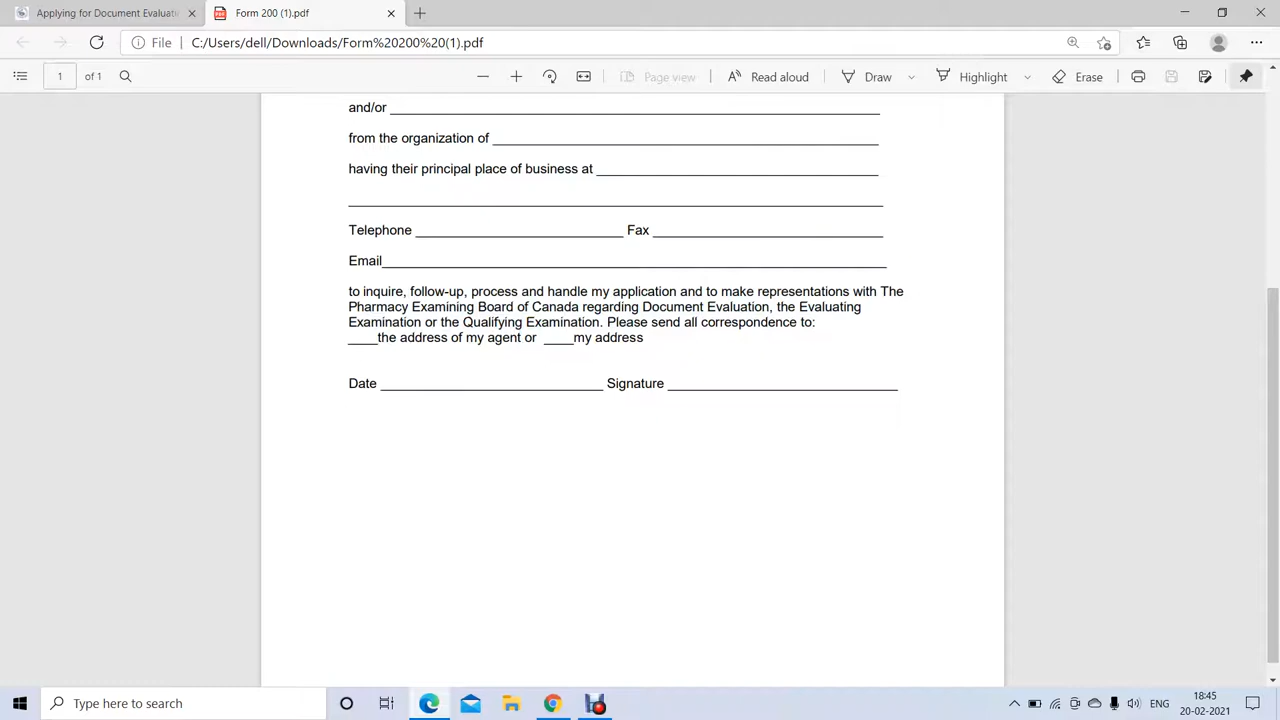 Applying for Document Evaluati
Form 200 (1).pdf
File
C:/Users/dell/Downloads/Form%20200%20(1).pdf
1 of 1
Page view
Read aloud
Draw
Highlight
Erase
and/or
from the organization of
having their principal place of business at
Telephone Fax
Email
to inquire, follow-up, process and handle my application and to make representations with The
Pharmacy Examining Board of Canada regarding Document Evaluation, the Evaluating
Examination or the Qualifying Examination. Please send all correspondence to:
____the address of my agent or ____my address
Date Signature
Type here to search
ENG
18:45
20-02-2021